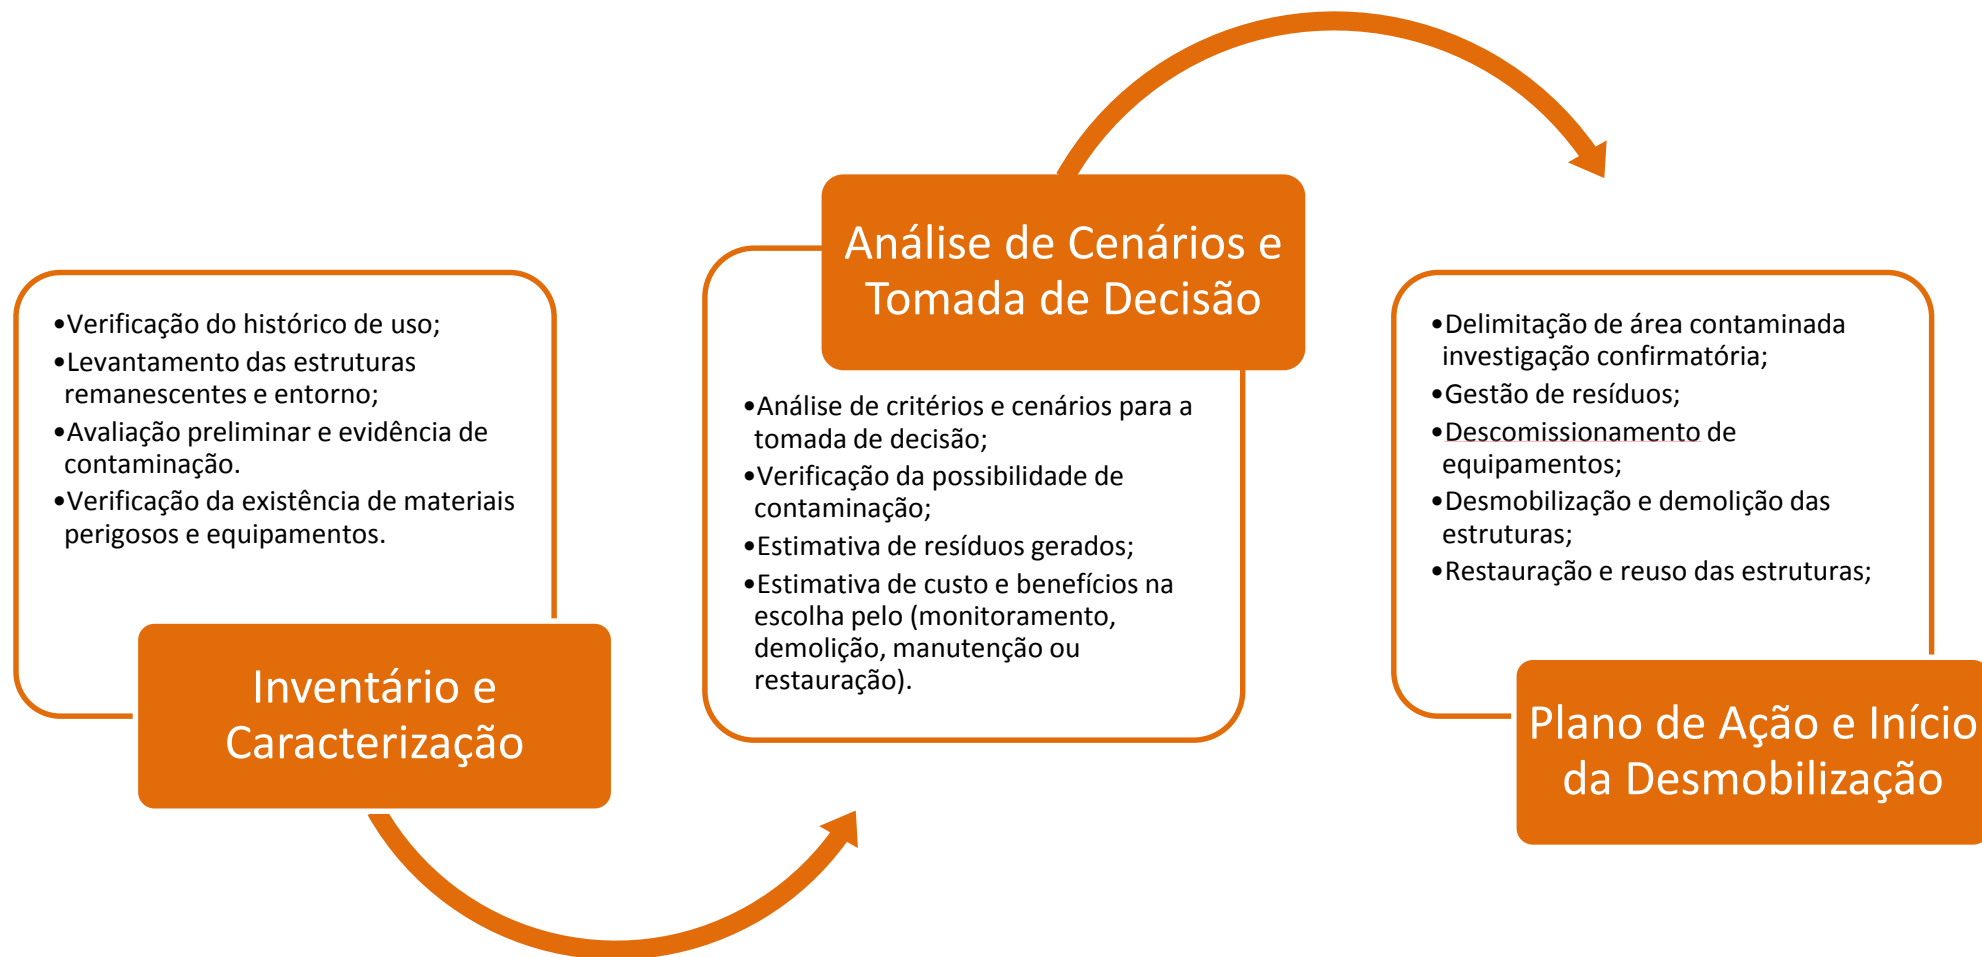 •Verificação do histórico de uso;
•Levantamento das estruturas
remanescentes e entorno;
•Avaliação preliminar e evidência de
contaminação.
•Verificação da existência de materiais
perigosos e equipamentos.
Inventário e
Caracterização
Análise de Cenários e
Tomada de Decisão
•Análise de critérios e cenários para a
tomada de decisão;
•Verificação da possibilidade de
contaminação;
•Estimativa de resíduos gerados;
•Estimativa de custo e benefícios na
escolha pelo (monitoramento,
demolição, manutenção ou
restauração).
•Delimitação de área contaminada
investigação confirmatória;
•Gestão de resíduos;
•Descomissionamento de
equipamentos;
•Desmobilização e demolição das
estruturas;
•Restauração e reuso das estruturas;
Plano de Ação e Início
da Desmobilização